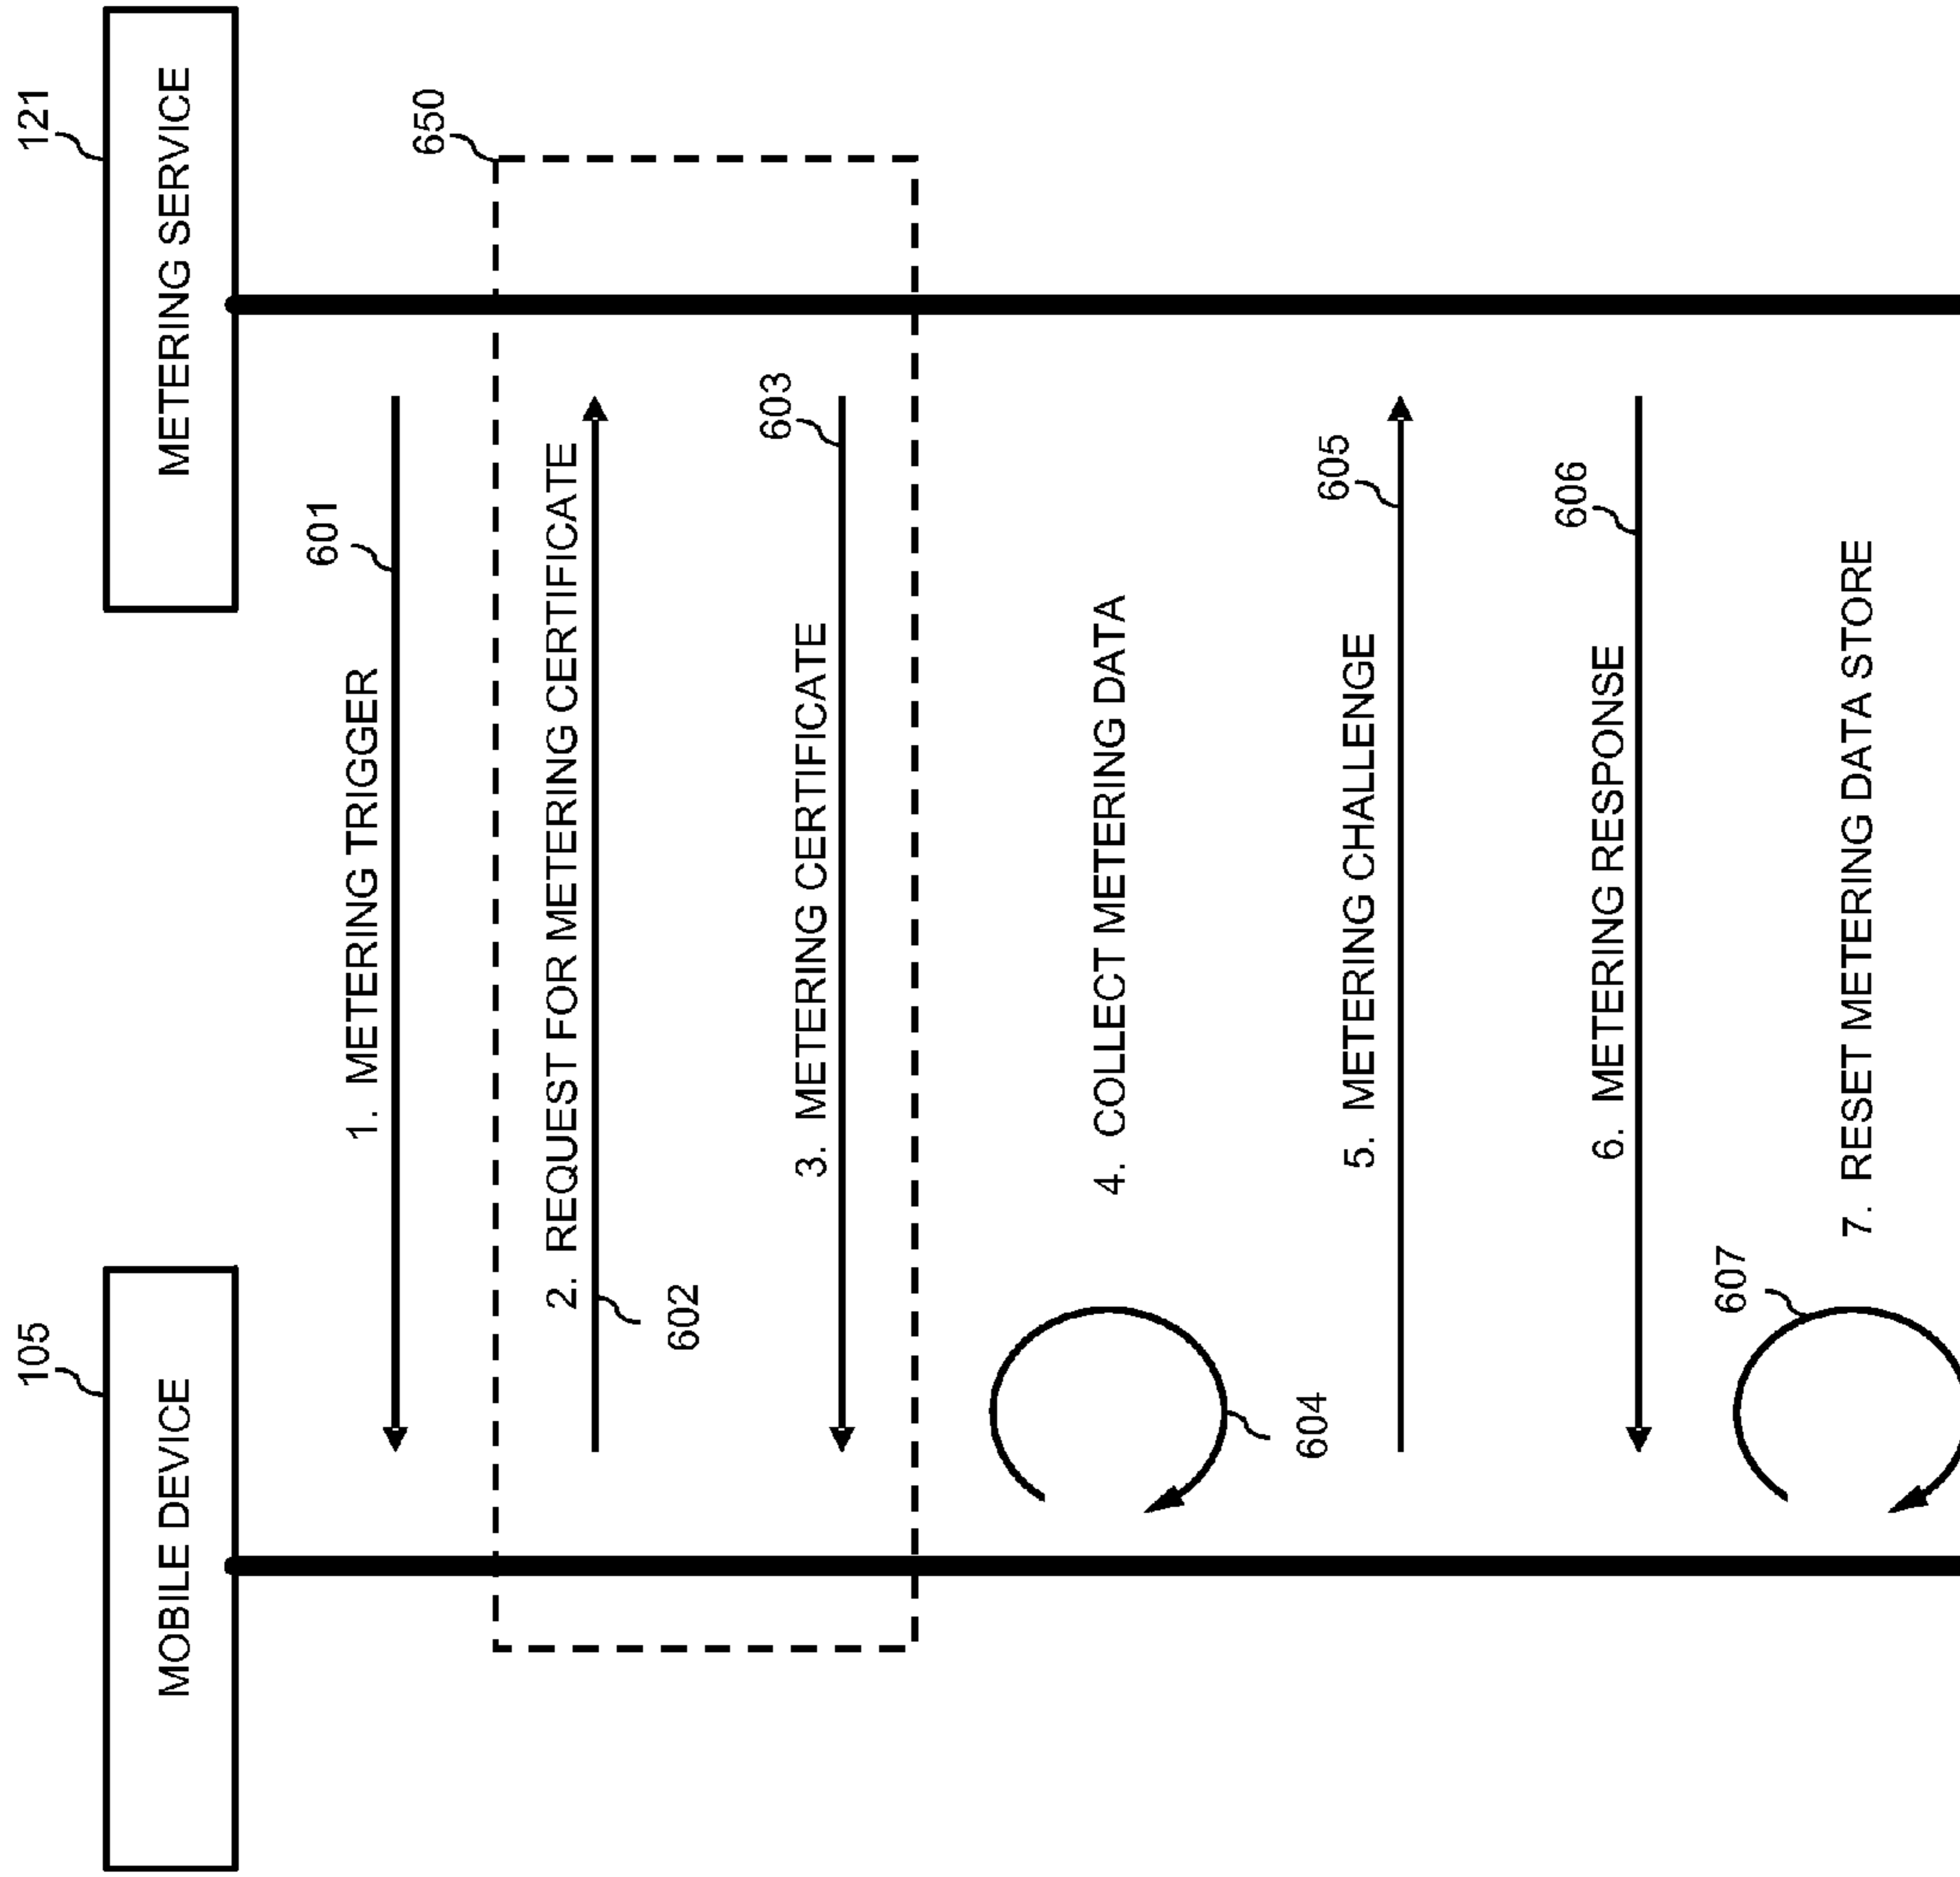 105
121
MOBILE DEVICE
METERING SERVICE
601
1. METERING TRIGGER
650
2. REQUEST FOR METERING CERTIFICATE
602
603
3. METERING CERTIFICATE
4. COLLECT METERING DATA
604
605
5. METERING CHALLENGE
606
6. METERING RESPONSE
607
7. RESET METERING DATA STORE